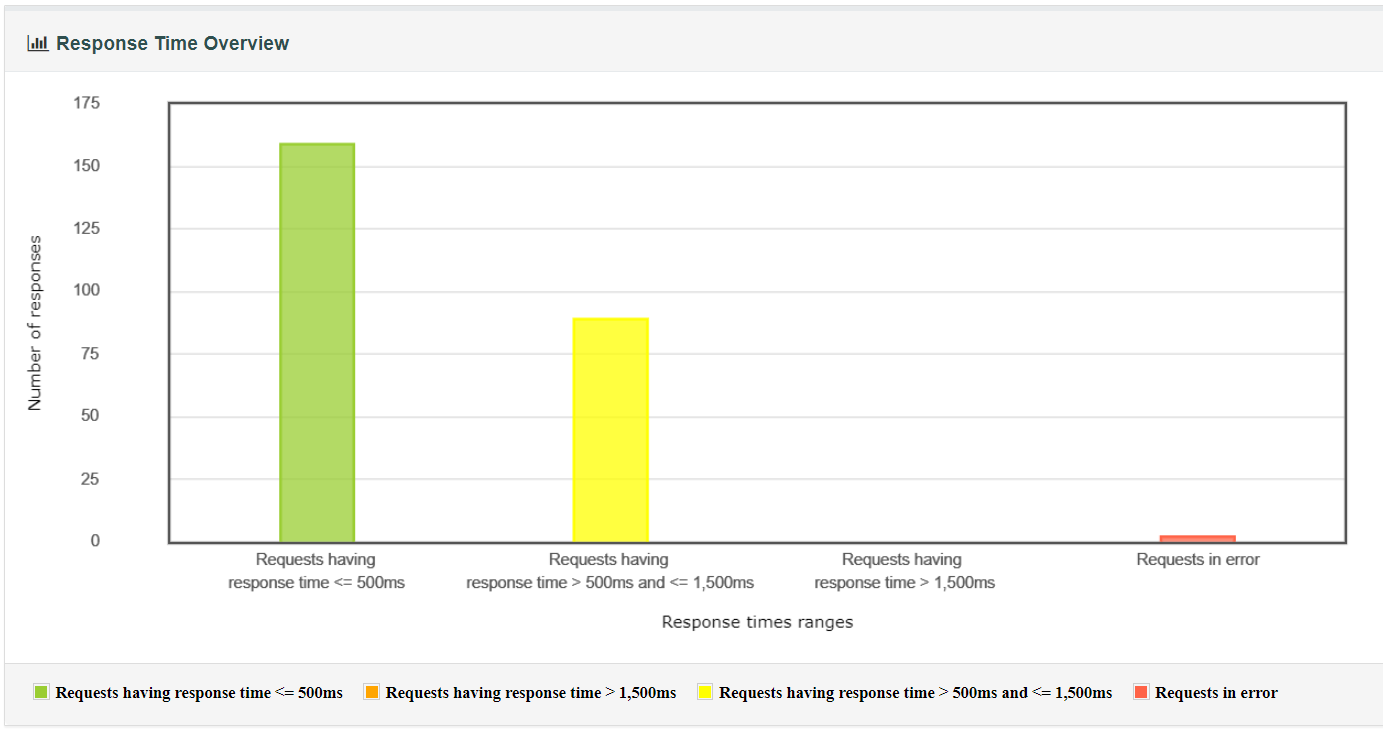 Response Time Overview
175
150
125
100
75
50
25
0
Number of responses
Requests having
response time <= 500ms
Requests having
response time > 500ms and <= 1,500ms
Requests having
response time > 1,500ms
Requests in error
Response times ranges
Requests having response time <= 500ms Requests having response time > 1,500ms Requests having response time > 500ms and <= 1,500ms Requests in error